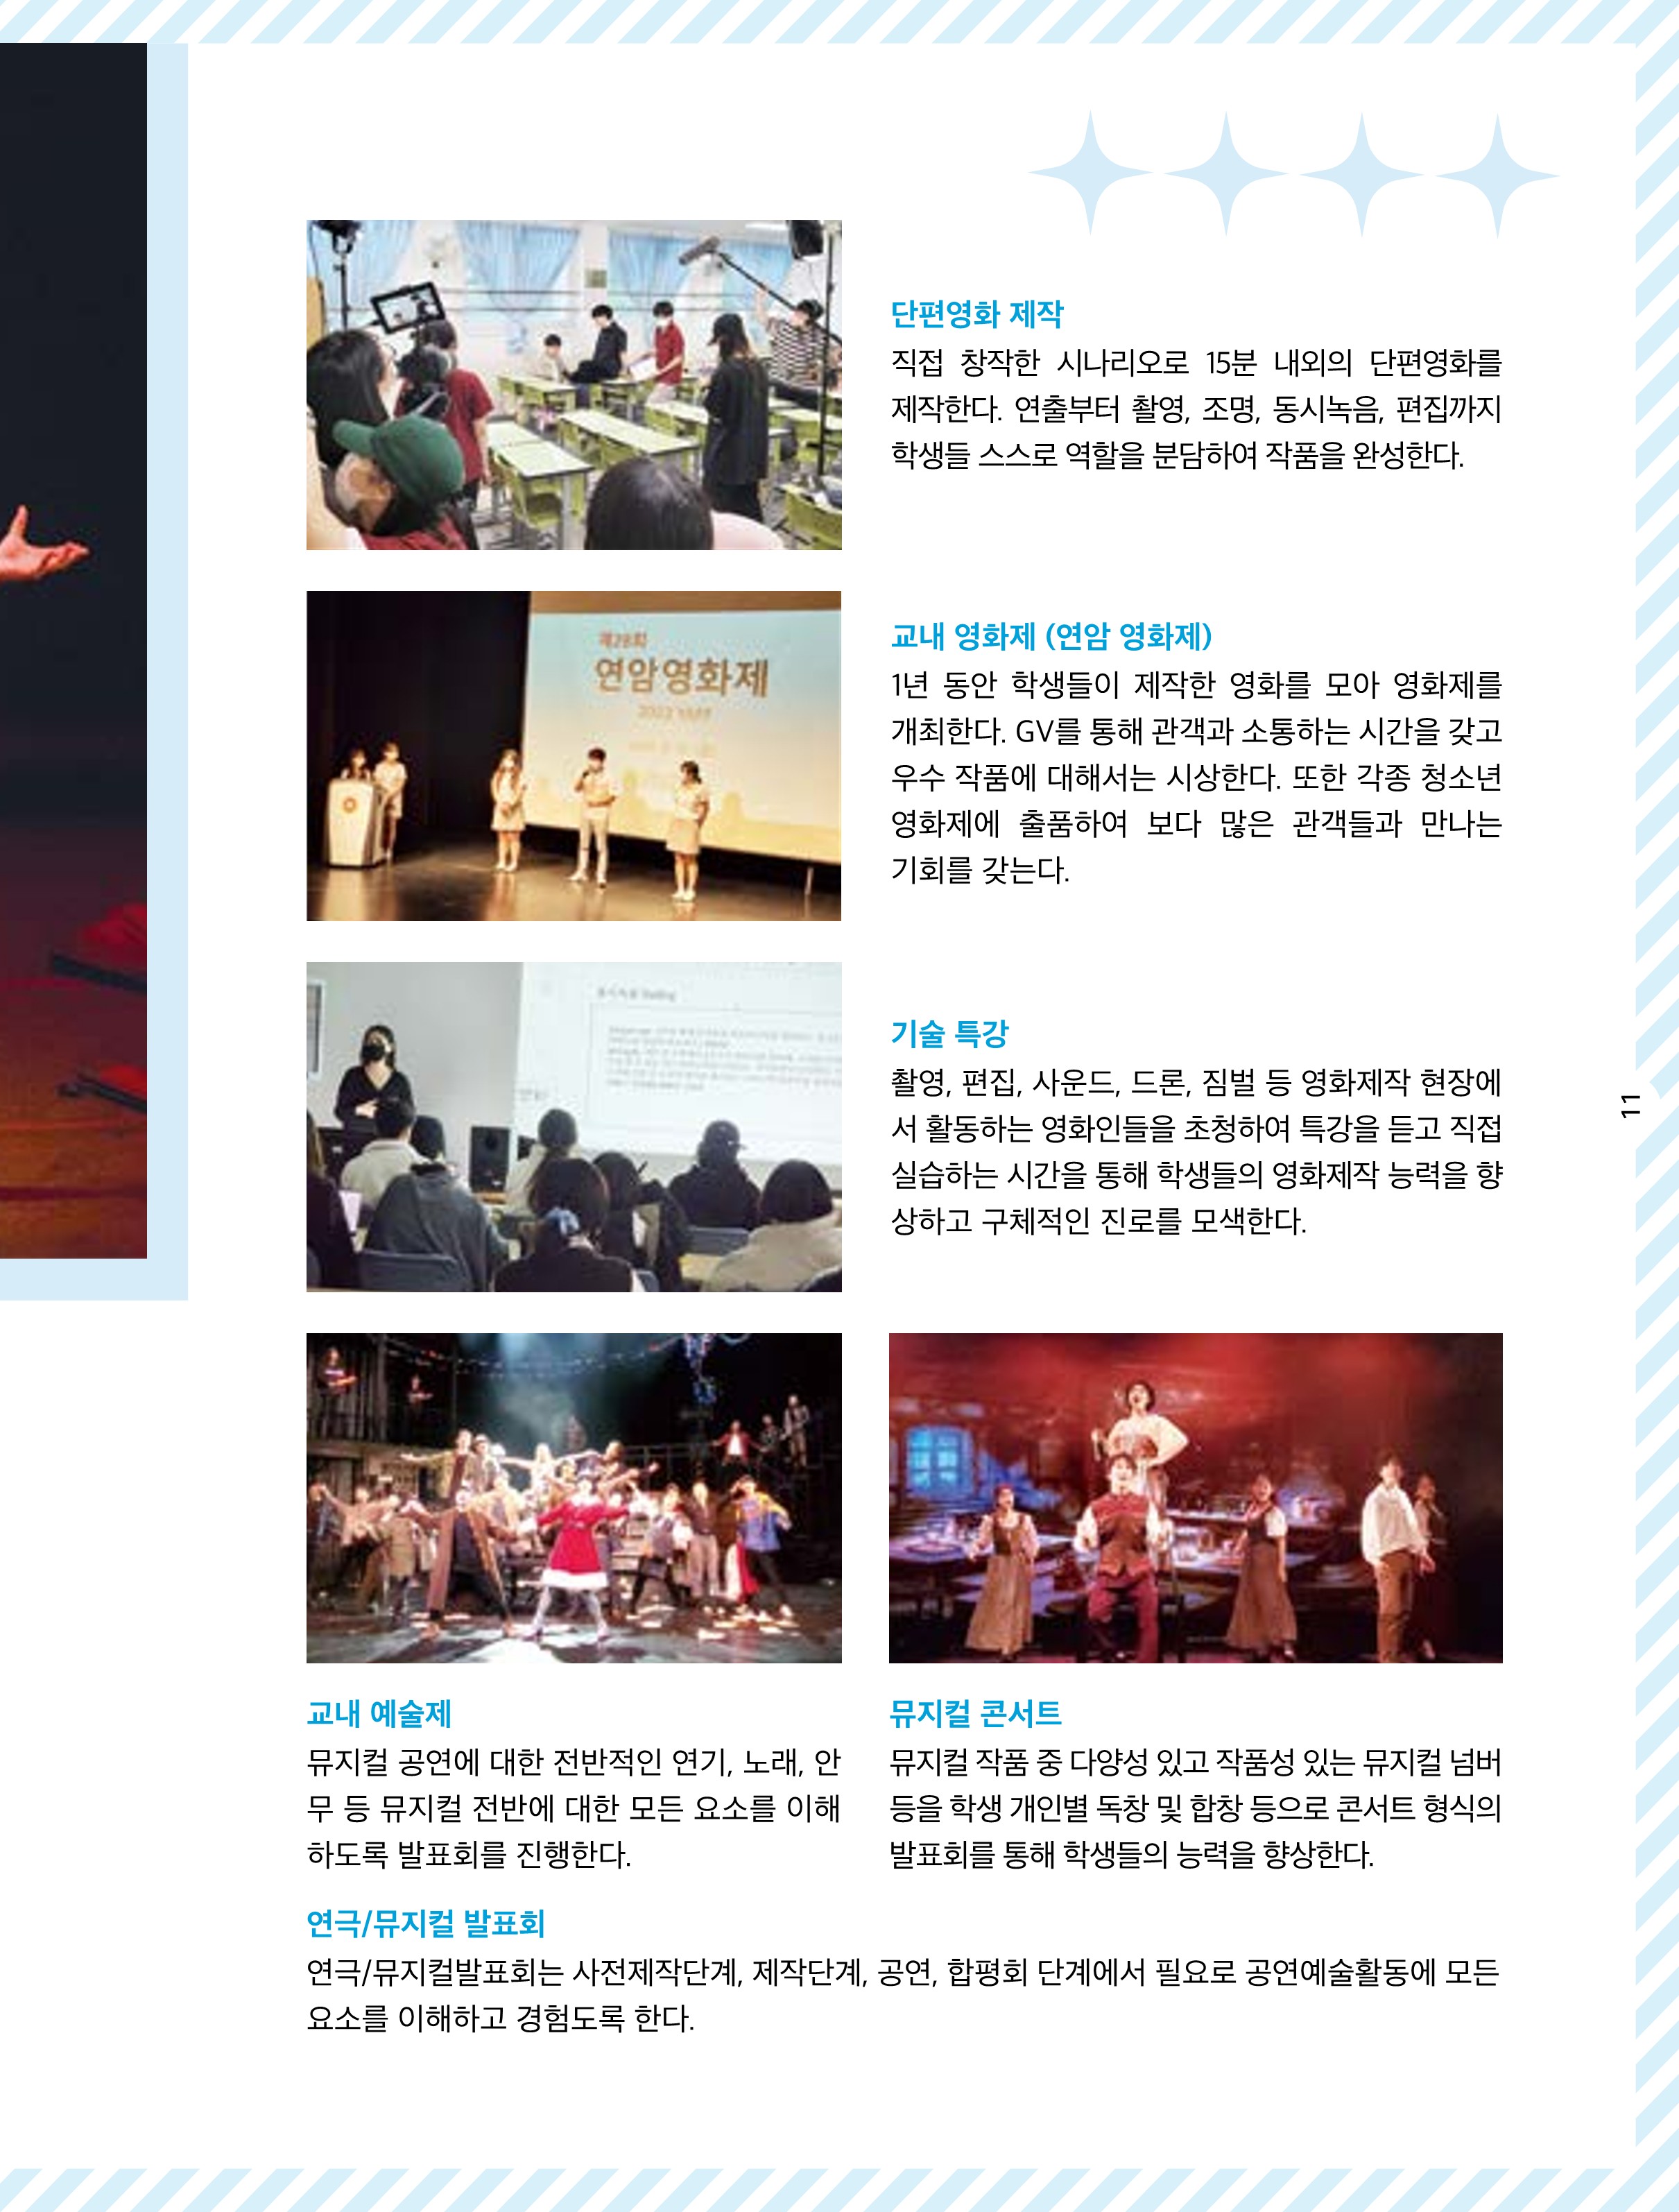 단편영화 제작
직접 창작한 시나리오로 15분 내외의 단편영화를
제작한다. 연출부터 촬영, 조명, 동시녹음, 편집까지
학생들 스스로 역할을 분담하여 작품을 완성한다.
제28회
연암영화제
교내 영화제 (연암 영화제)
1년 동안 학생들이 제작한 영화를 모아 영화제를
개최한다. GV를 통해 관객과 소통하는 시간을 갖고
우수 작품에 대해서는 시상한다. 또한 각종 청소년
영화제에 출품하여 보다 많은 관객들과 만나는
기회를 갖는다.
기술 특강
촬영, 편집, 사운드, 드론, 짐벌 등 영화제작 현장에
서 활동하는 영화인들을 초청하여 특강을 듣고 직접
실습하는 시간을 통해 학생들의 영화제작 능력을 향
상하고 구체적인 진로를 모색한다.
11
교내 예술제
뮤지컬 공연에 대한 전반적인 연기, 노래, 안
무 등 뮤지컬 전반에 대한 모든 요소를 이해
하도록 발표회를 진행한다.
뮤지컬 콘서트
뮤지컬 작품 중 다양성 있고 작품성 있는 뮤지컬 넘버
등을 학생 개인별 독창 및 합창 등으로 콘서트 형식의
발표회를 통해 학생들의 능력을 향상한다.
연극/뮤지컬 발표회
연극/뮤지컬발표회는 사전제작단계, 제작단계, 공연, 합평회 단계에서 필요로 공연예술활동에 모든
요소를 이해하고 경험도록 한다.